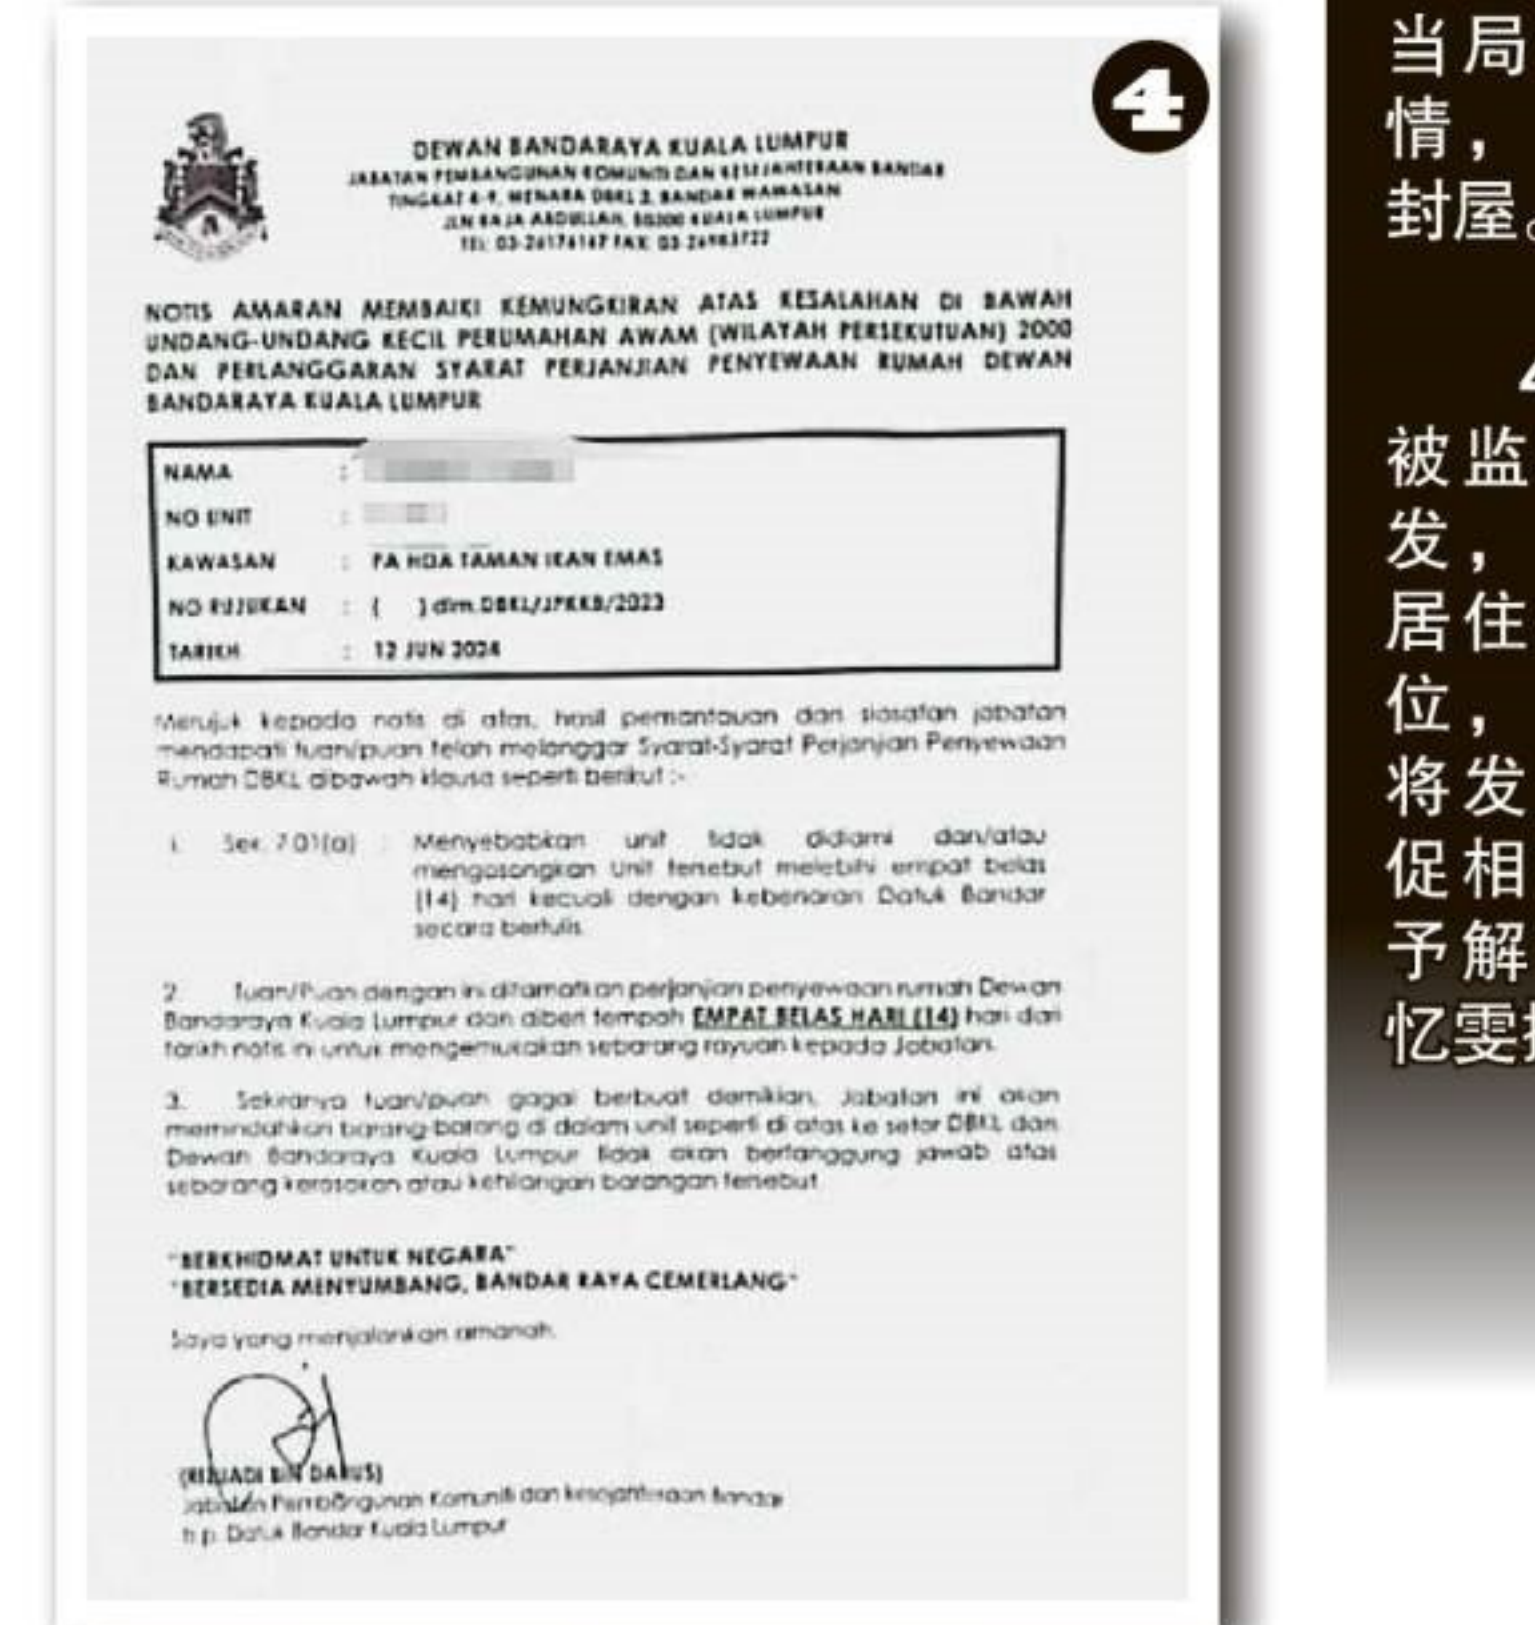 4
DEWAN BANDARAYA KUALA LUMPUR
JABATAN PEMBANGUNAN KOMUNITI DAN KESEJAHTERAAN BANDAR
TINGKAT 6-9, MENARA DBKL 2, BANDAR WAWASAN
JLN RAJA ABDULLAH, 50300 KUALA LUMPUR
TEL: 03-26176167 FAX: 03
NOTIS AMARAN MEMBAIKI KEMUNGKIRAN ATAS KESALAHAN DI BAWAH
UNDANG-UNDANG KECIL PERUMAHAN AWAM (WILAYAH PERSEKUTUAN) 2000
DAN PERLANGGARAN SYARAT PERJANJIAN PENYEWAAN RUMAH DEWAN
BANDARAYA KUALA LUMPUR
NAMA :
NO UNIT :
KAWASAN : PA HDA TAMAN IKAN EMAS
NO RUJUKAN : ( ) dlm.DBKL/JPKKB/2023
TARIKH : 12 JUN 2024
Merujuk kepada notis di atas, hasil pemantauan dan siasatan jabatan
mendapati tuan/puan telah melanggar Syarat-Syarat Perjanjian Penyewaan
Rumah DBKL dibawah klausa seperti berikut :-
i. Sek. 7.01(a) : Menyebabkan unit tidak didiami dan/atau
mengosongkan Unit tersebut melebihi empat belas
(14) hari kecuali dengan kebenaran Datuk Bandar
secara bertulis.
2. Tuan/Puan dengan ini ditamatkan perjanjian penyewaan rumah Dewan
Bandaraya Kuala Lumpur dan diberi tempoh EMPAT BELAS HARI (14) hari dari
tarikh notis ini untuk mengemukakan sebarang rayuan kepada Jabatan.
3. Sekiranya tuan/puan gagal berbuat demikian, Jabatan ini akan
memindahkan barang-barang di dalam unit seperti di atas ke setor DBKL dan
Dewan Bandaraya Kuala Lumpur tidak akan bertanggung jawab atas
sebarang kerosakan atau kehilangan barangan tersebut.
"BERKHIDMAT UNTUK NEGARA"
"BERSEDIA MENYUMBANG, BANDAR RAYA CEMERLANG"
Saya yang menjalankan amanah,
BIN DARUS)
Jabatan Pembangunan Komuniti dan kesejahteraan Bandar
b.p. Datuk Bandar Kuala Lumpur
当局
情，
封屋。
被监
发，
居住
位，
将发
促相
予解
忆雯